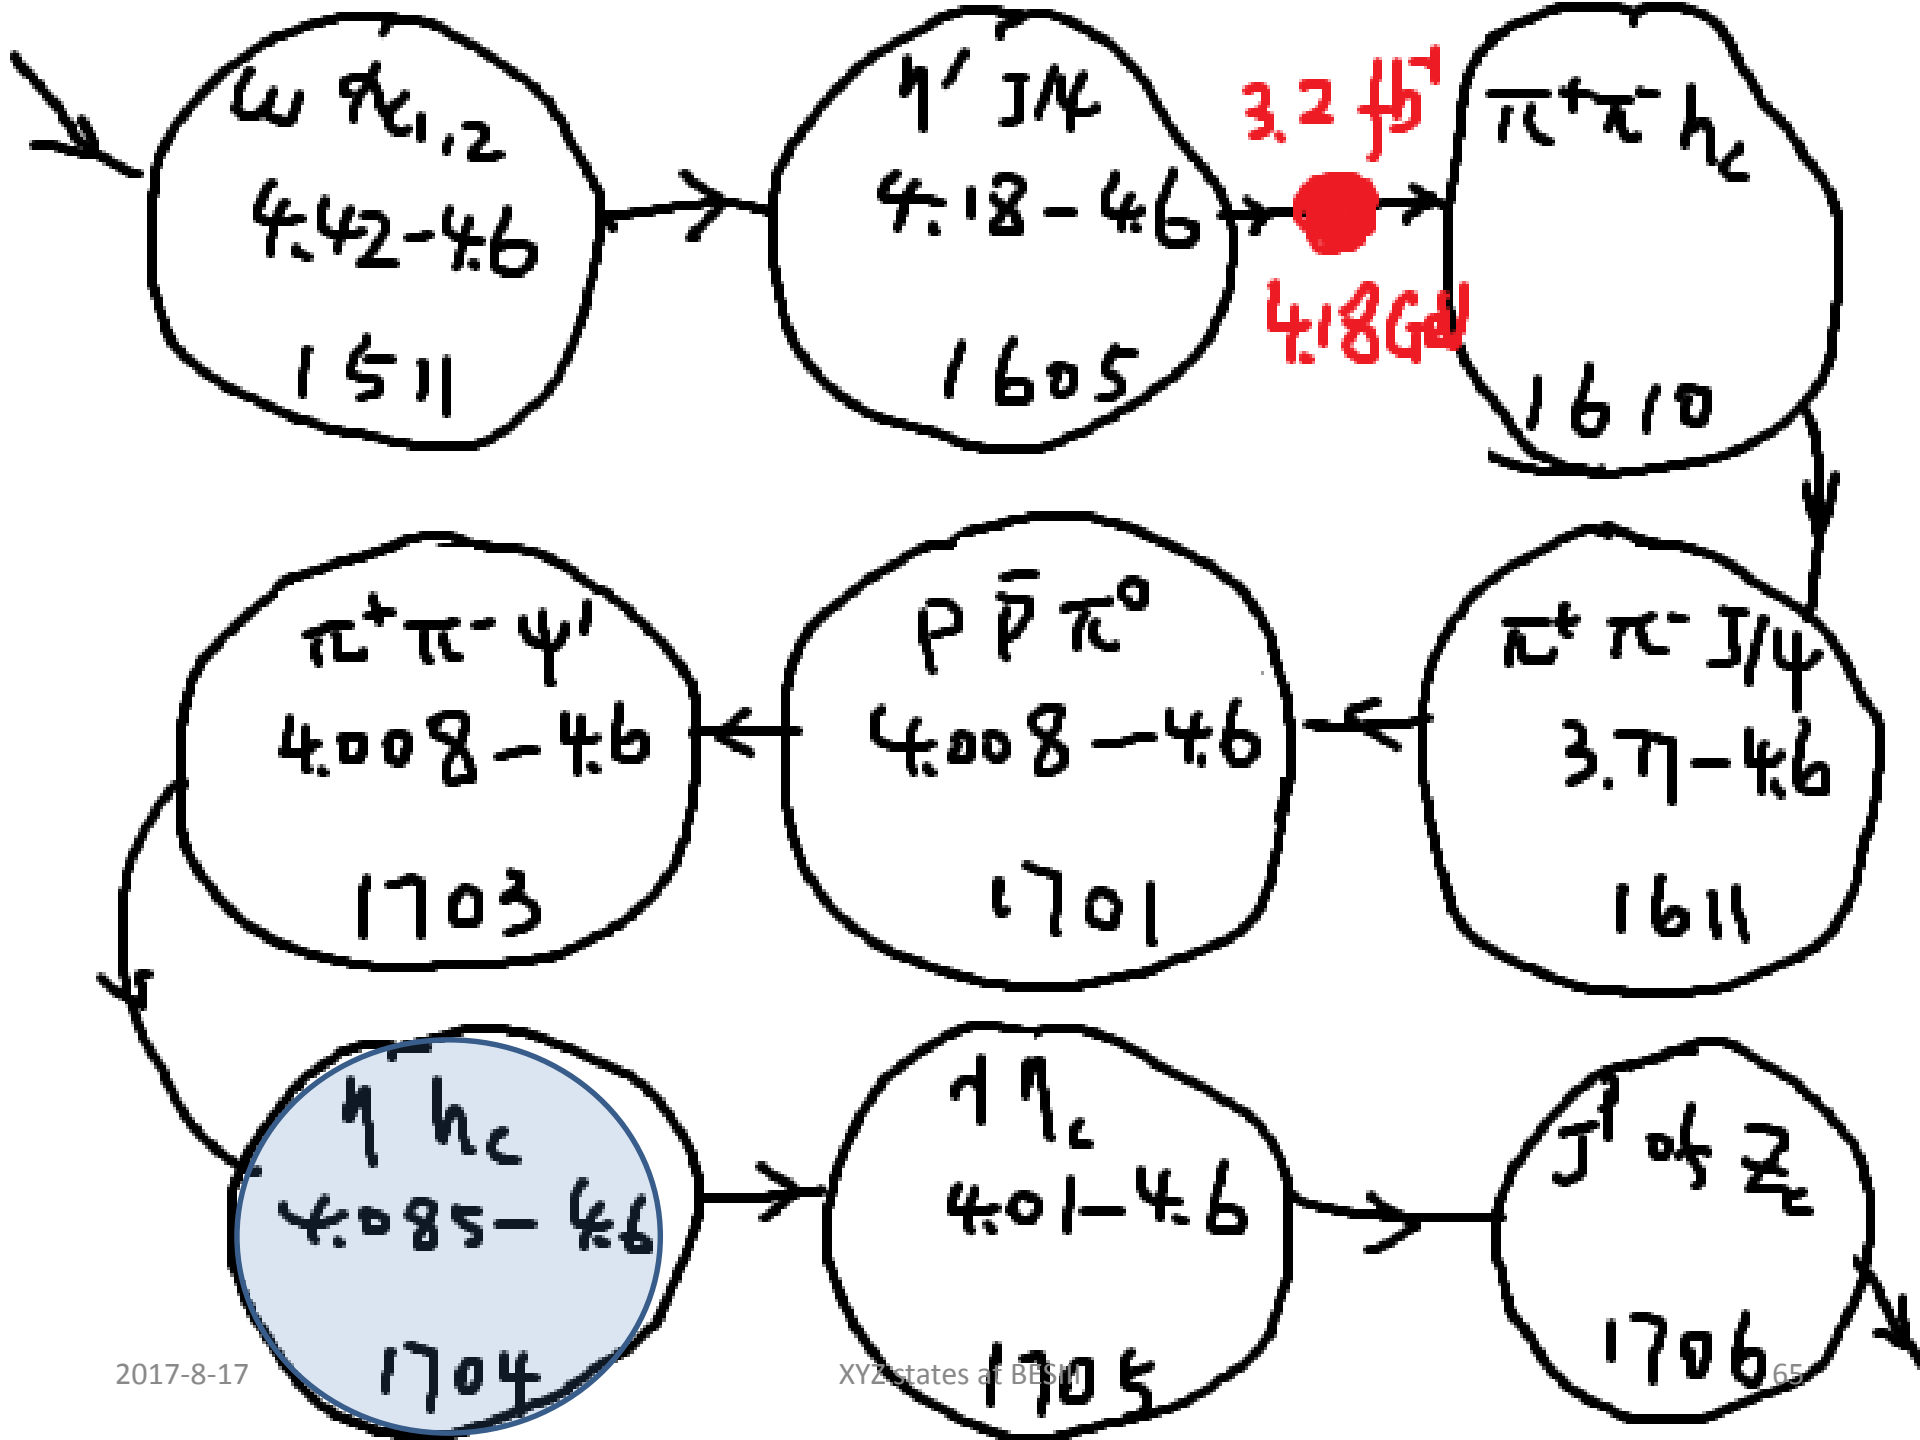 ω χc1,2
4.42-4.6
1511
η′ J/ψ
4.18-4.6
1605
3.2 fb⁻¹
4.18GeV
π⁺π⁻hc
1610
π⁺π⁻J/ψ
3.77-4.6
1611
p p̄ π⁰
4.008-4.6
1701
π⁺π⁻ψ'
4.008-4.6
1703
η hc
4.085-4.6
1704
γ ηc
4.01-4.6
1705
Jᴾ of Zc
1706
2017-8-17
XYZ states at BESIII
65